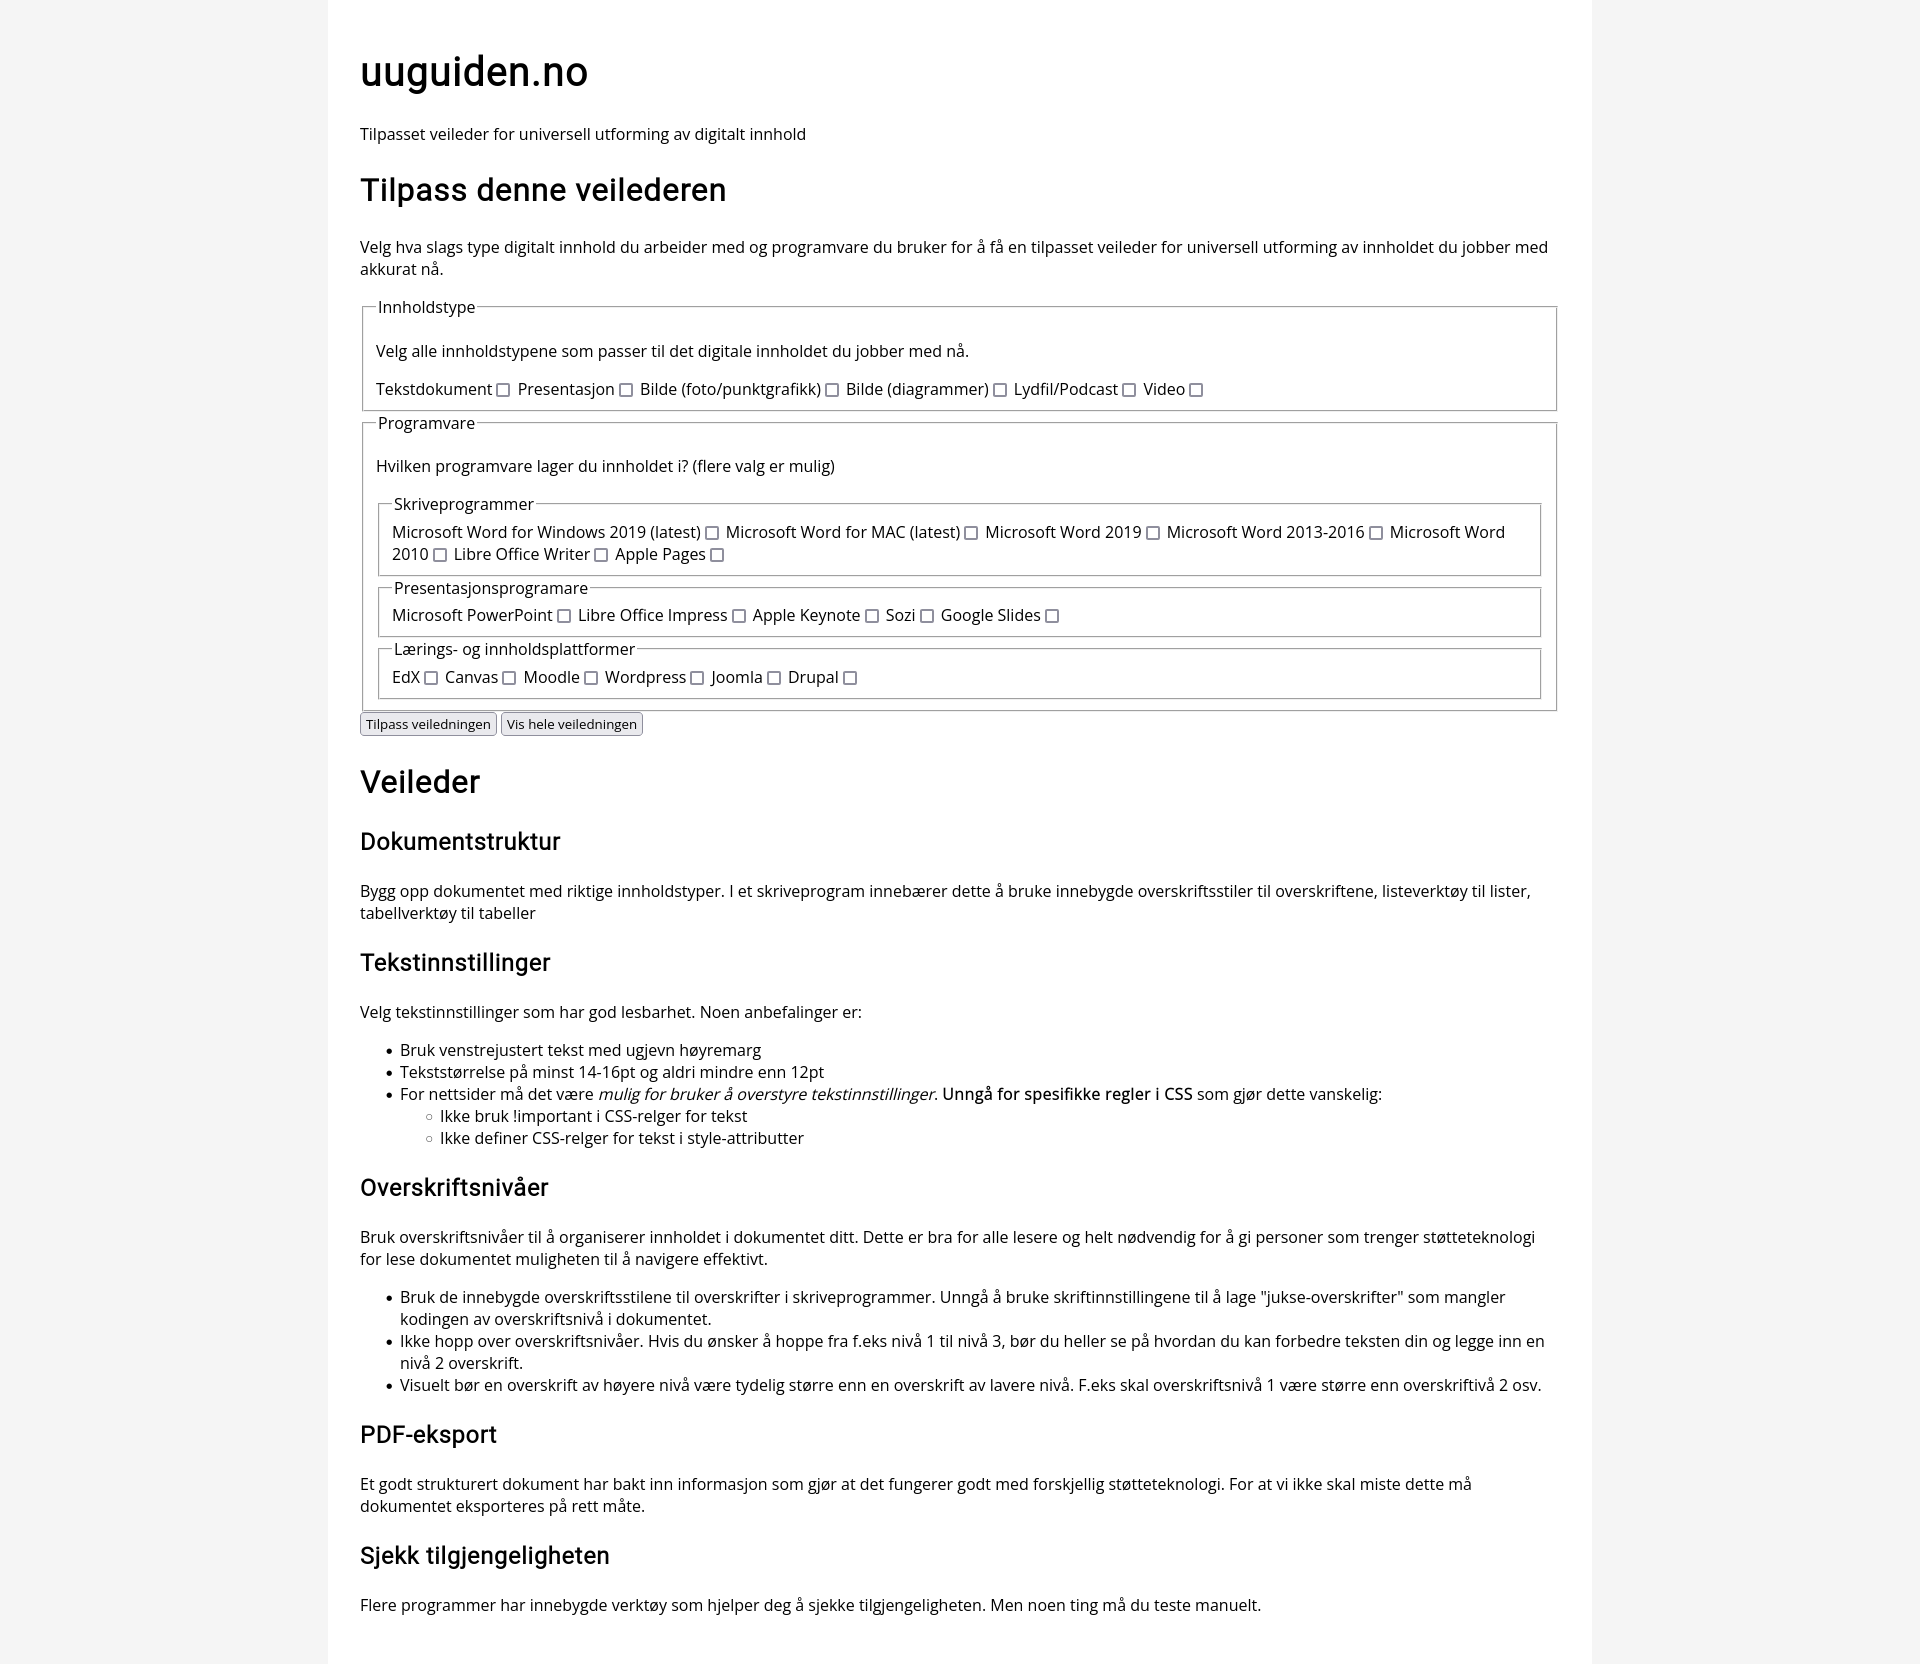 uuguiden.no
Tilpasset veileder for universell utforming av digitalt innhold
Tilpass denne veilederen
Velg hva slags type digitalt innhold du arbeider med og programvare du bruker for å få en tilpasset veileder for universell utforming av innholdet du jobber med
akkurat nå.
Innholdstype
Velg alle innholdstypene som passer til det digitale innholdet du jobber med nå.
Tekstdokument Presentasjon Bilde (foto/punktgrafikk) Bilde (diagrammer) Lydfil/Podcast Video
Programvare
Hvilken programvare lager du innholdet i? (flere valg er mulig)
Skriveprogrammer
Microsoft Word for Windows 2019 (latest) Microsoft Word for MAC (latest) Microsoft Word 2019 Microsoft Word 2013-2016 Microsoft Word
2010 Libre Office Writer Apple Pages
Presentasjonsprogramare
Microsoft PowerPoint Libre Office Impress Apple Keynote Sozi Google Slides
Lærings- og innholdsplattformer
EdX Canvas Moodle Wordpress Joomla Drupal
Tilpass veiledningen Vis hele veiledningen
Veileder
Dokumentstruktur
Bygg opp dokumentet med riktige innholdstyper. I et skriveprogram innebærer dette å bruke innebygde overskriftsstiler til overskriftene, listeverktøy til lister,
tabellverktøy til tabeller
Tekstinnstillinger
Velg tekstinnstillinger som har god lesbarhet. Noen anbefalinger er:
• Bruk venstrejustert tekst med ugjevn høyremarg
• Tekststørrelse på minst 14-16pt og aldri mindre enn 12pt
• For nettsider må det være mulig for bruker å overstyre tekstinnstillinger. Unngå for spesifikke regler i CSS som gjør dette vanskelig:
◦ Ikke bruk !important i CSS-relger for tekst
◦ Ikke definer CSS-relger for tekst i style-attributter
Overskriftsnivåer
Bruk overskriftsnivåer til å organiserer innholdet i dokumentet ditt. Dette er bra for alle lesere og helt nødvendig for å gi personer som trenger støtteteknologi
for lese dokumentet muligheten til å navigere effektivt.
• Bruk de innebygde overskriftsstilene til overskrifter i skriveprogrammer. Unngå å bruke skriftinnstillingene til å lage "jukse-overskrifter" som mangler
kodingen av overskriftsnivå i dokumentet.
• Ikke hopp over overskriftsnivåer. Hvis du ønsker å hoppe fra f.eks nivå 1 til nivå 3, bør du heller se på hvordan du kan forbedre teksten din og legge inn en
nivå 2 overskrift.
• Visuelt bør en overskrift av høyere nivå være tydelig større enn en overskrift av lavere nivå. F.eks skal overskriftsnivå 1 være større enn overskriftivå 2 osv.
PDF-eksport
Et godt strukturert dokument har bakt inn informasjon som gjør at det fungerer godt med forskjellig støtteteknologi. For at vi ikke skal miste dette må
dokumentet eksporteres på rett måte.
Sjekk tilgjengeligheten
Flere programmer har innebygde verktøy som hjelper deg å sjekke tilgjengeligheten. Men noen ting må du teste manuelt.